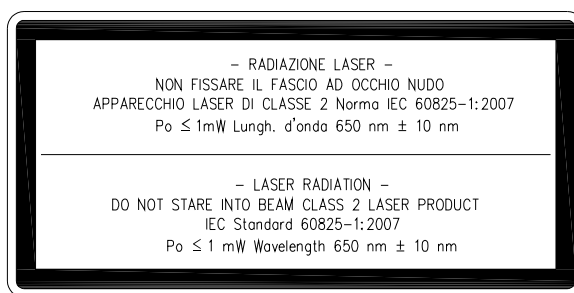 – RADIAZIONE LASER –
NON FISSARE IL FASCIO AD OCCHIO NUDO
APPARECCHIO LASER DI CLASSE 2 Norma IEC 60825-1:2007
Po ≤ 1mW Lungh. d'onda 650 nm ± 10 nm
– LASER RADIATION –
DO NOT STARE INTO BEAM CLASS 2 LASER PRODUCT
IEC Standard 60825-1:2007
Po ≤ 1 mW Wavelength 650 nm ± 10 nm